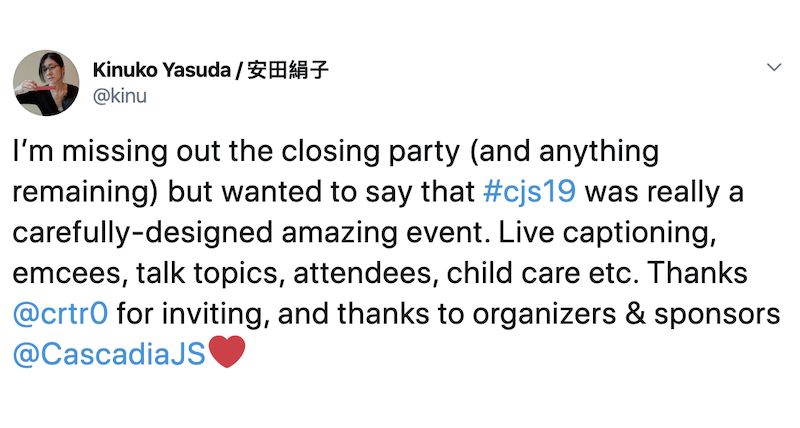 Kinuko Yasuda / 安田絹子
@kinu
I’m missing out the closing party (and anything
remaining) but wanted to say that #cjs19 was really a
carefully-designed amazing event. Live captioning,
emcees, talk topics, attendees, child care etc. Thanks
@crtr0 for inviting, and thanks to organizers & sponsors
@CascadiaJS❤️